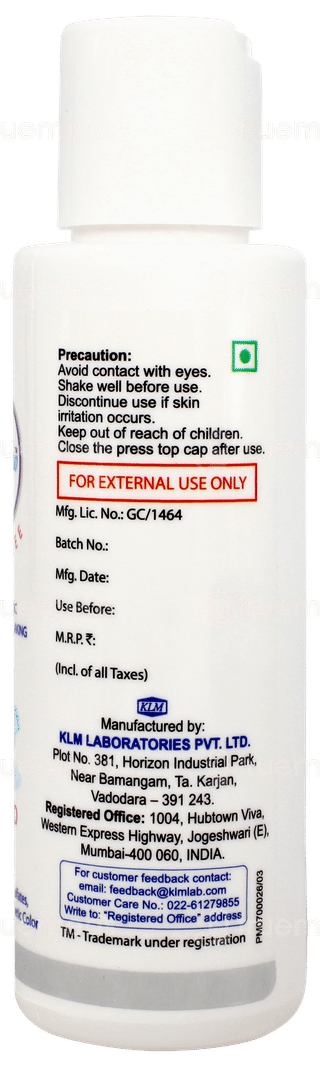 Precaution:
Avoid contact with eyes.
Shake well before use.
Discontinue use if skin
irritation occurs.
Keep out of reach of children.
Close the press top cap after use.
FOR EXTERNAL USE ONLY
Mfg. Lic. No.: GC/1464
Batch No.:
Mfg. Date:
Use Before:
M.R.P. ₹:
(Incl. of all Taxes)
KLM
Manufactured by:
KLM LABORATORIES PVT. LTD.
Plot No. 381, Horizon Industrial Park,
Near Bamangam, Ta. Karjan,
Vadodara – 391 243.
Registered Office: 1004, Hubtown Viva,
Western Express Highway, Jogeshwari (E),
Mumbai-400 060, INDIA.
For customer feedback contact:
email: feedback@klmlab.com
Customer Care No.: 022-61279855
Write to: "Registered Office" address
TM - Trademark under registration
PM0700026/03
Color